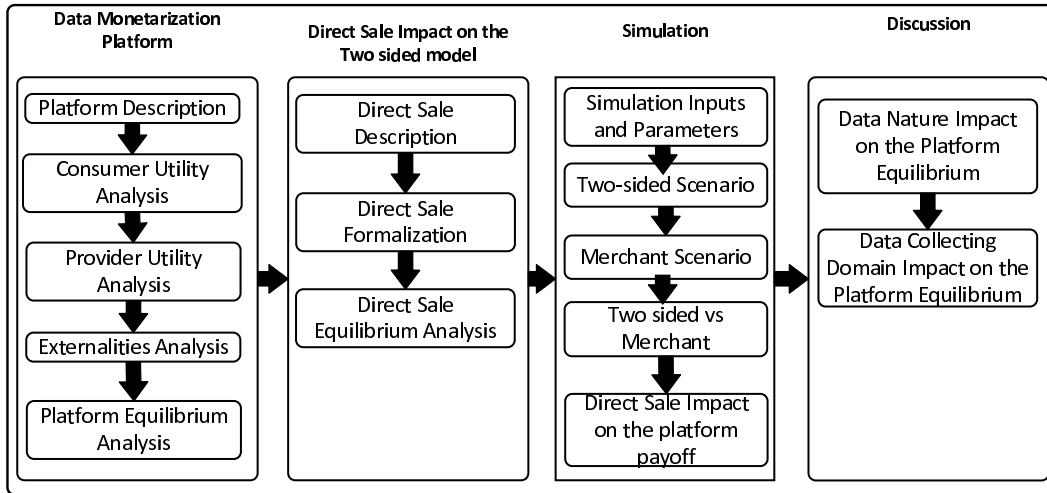 Data Monetarization
Platform
Platform Description
Consumer Utility
Analysis
Provider Utility
Analysis
Externalities Analysis
Platform Equilibrium
Analysis
Direct Sale Impact on the
Two sided model
Direct Sale
Description
Direct Sale
Formalization
Direct Sale
Equilibrium Analysis
Simulation
Simulation Inputs
and Parameters
Two-sided Scenario
Merchant Scenario
Two sided vs
Merchant
Direct Sale Impact
on the platform
payoff
Discussion
Data Nature Impact
on the Platform
Equilibrium
Data Collecting
Domain Impact on the
Platform Equilibrium